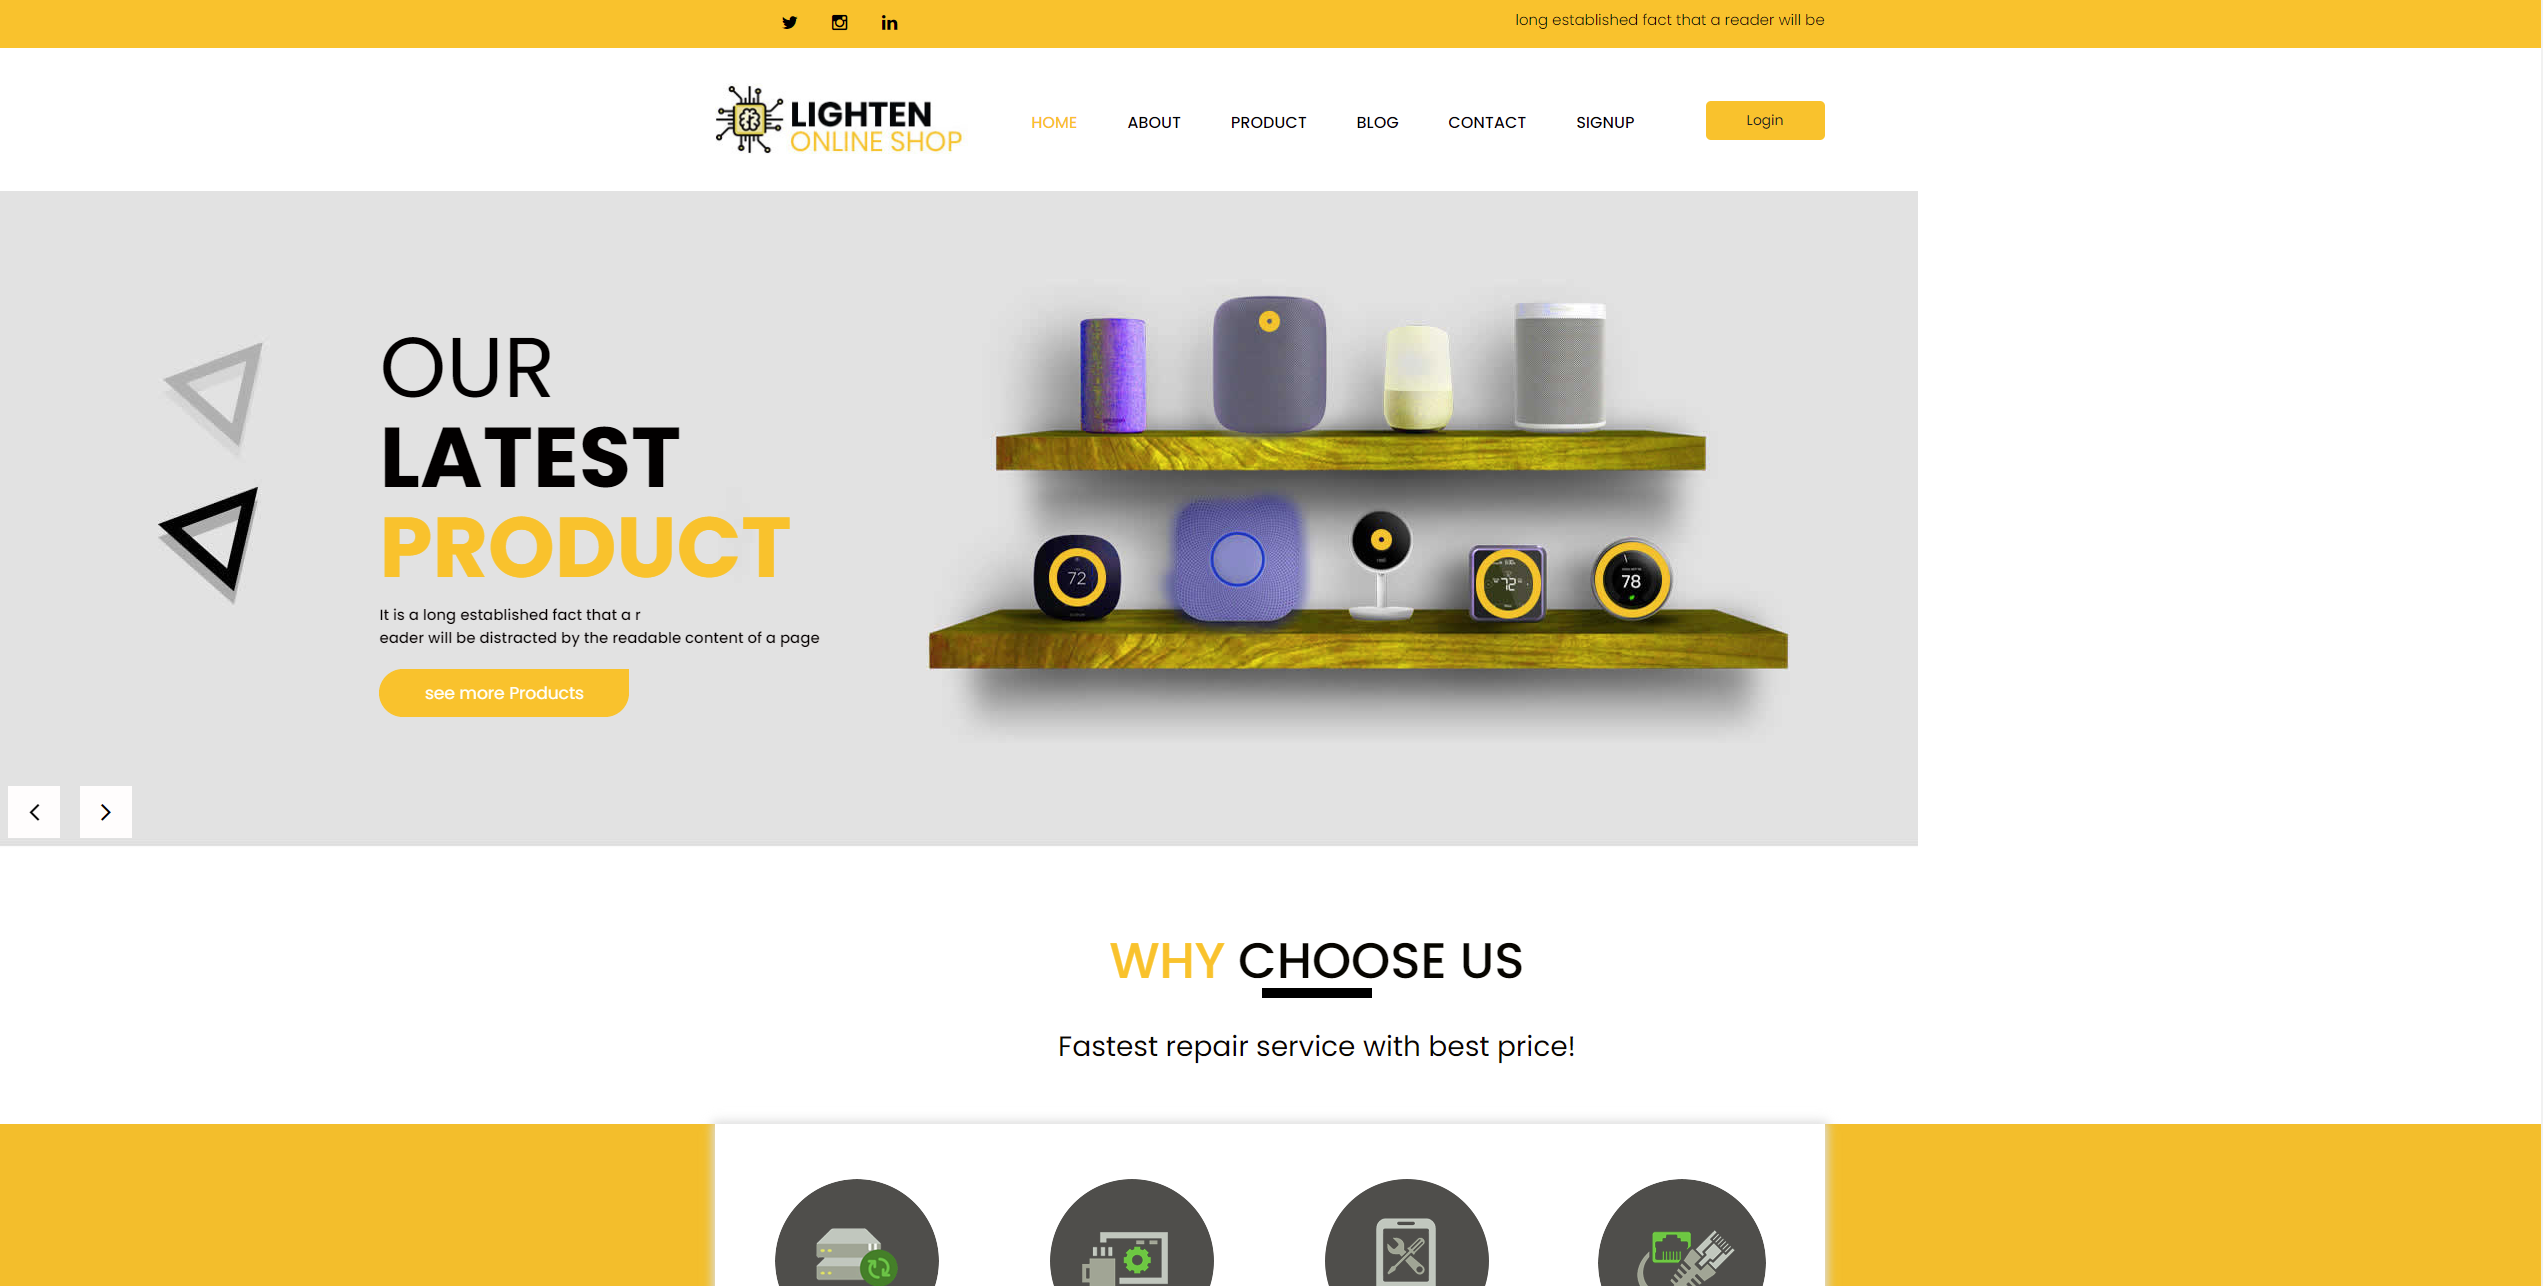 long established fact that a reader will be
LIGHTEN
ONLINE SHOP
HOME ABOUT PRODUCT BLOG CONTACT SIGNUP Login
OUR
LATEST
PRODUCT
It is a long established fact that a r
eader will be distracted by the readable content of a page
see more Products
72
72
78
WHY CHOOSE US
Fastest repair service with best price!